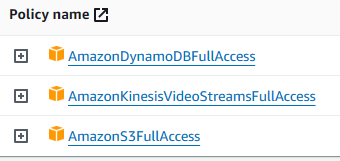 Policy name
AmazonDynamoDBFullAccess
AmazonKinesisVideoStreamsFullAccess
AmazonS3FullAccess